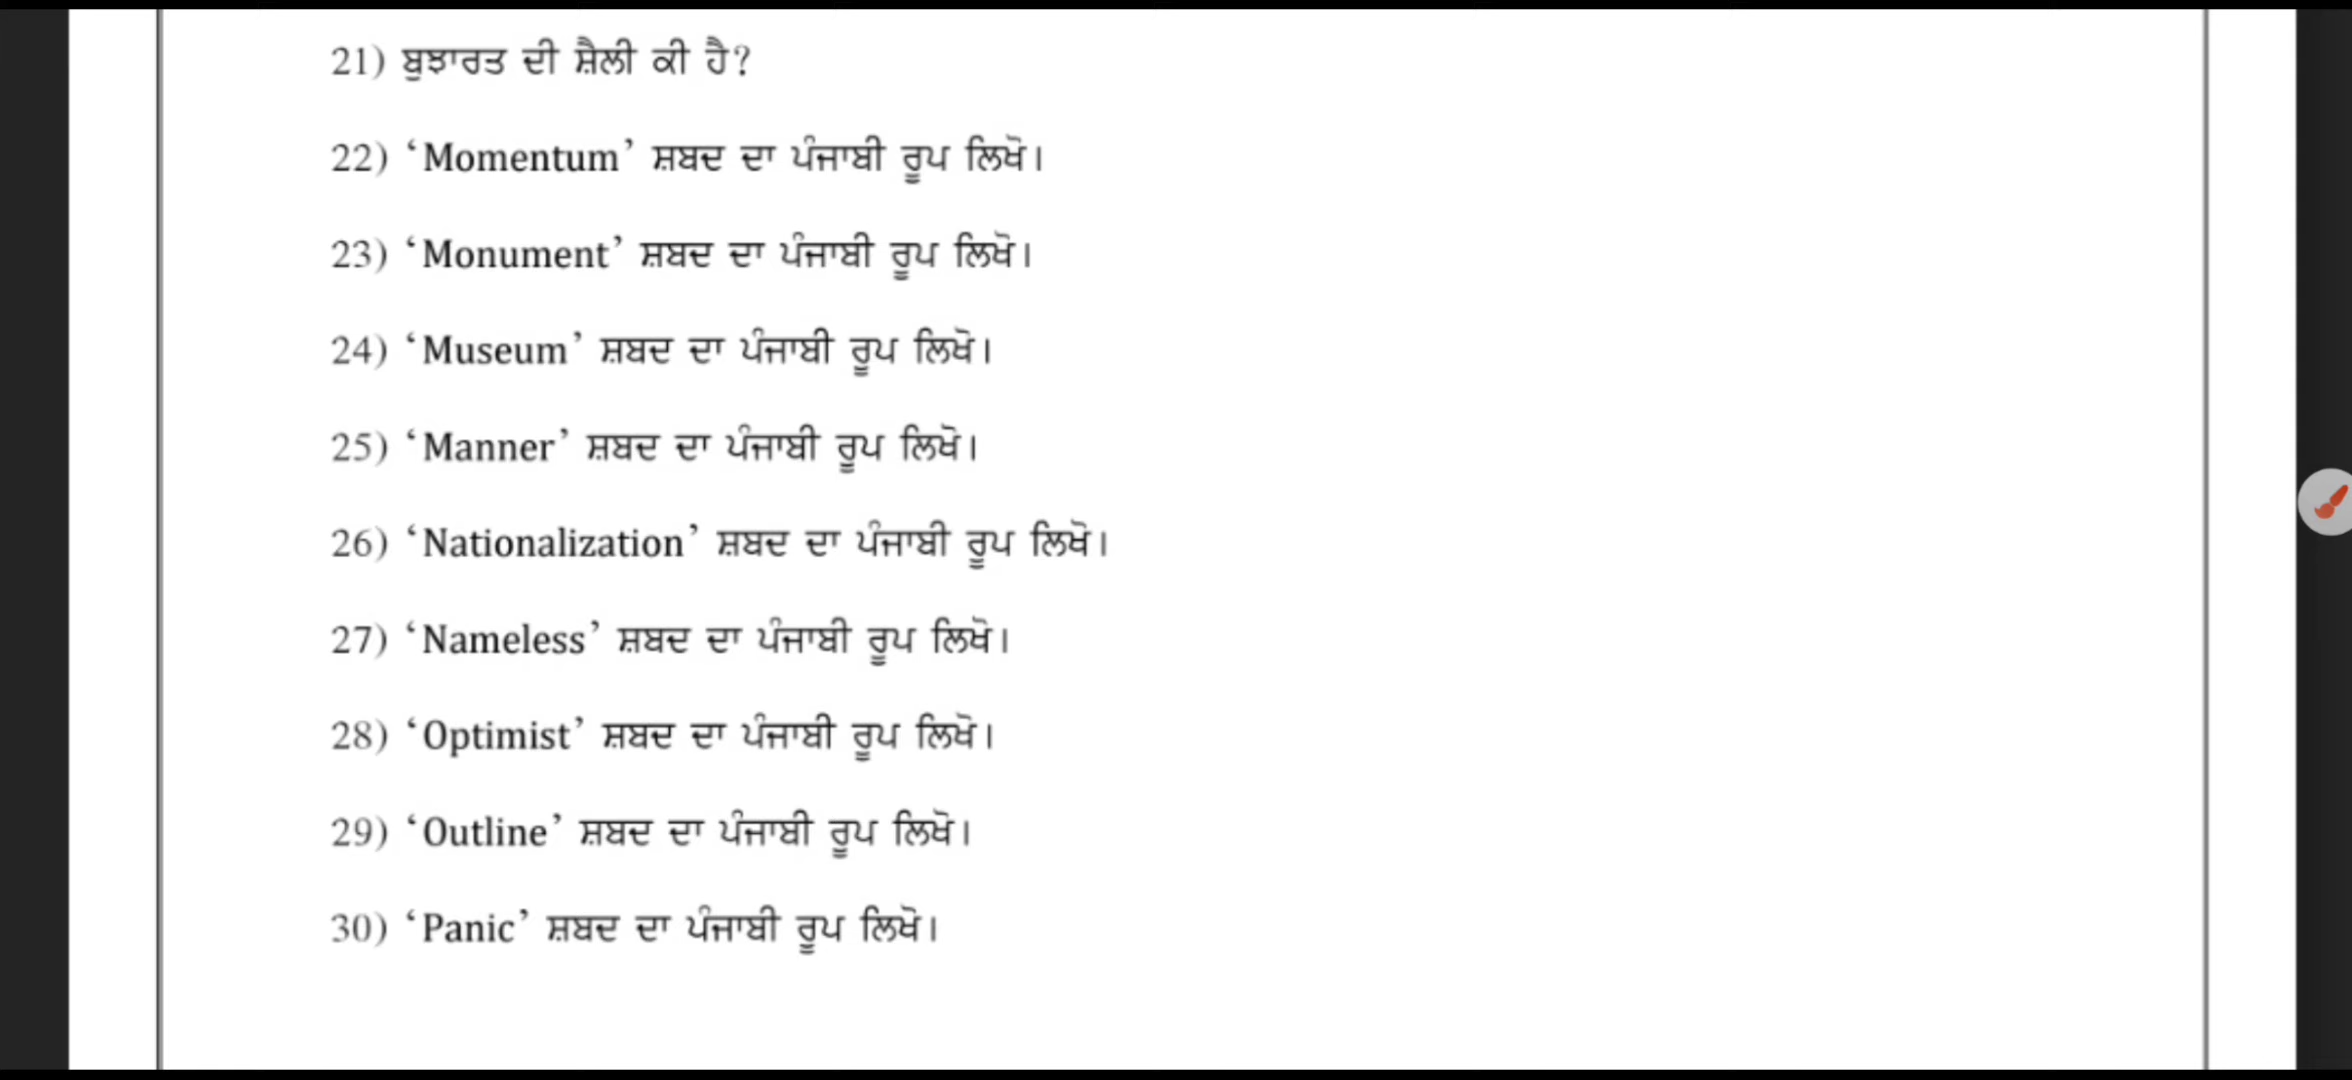 21) ਬੁਝਾਰਤ ਦੀ ਸ਼ੈਲੀ ਕੀ ਹੈ?
22) ‘Momentum’ ਸ਼ਬਦ ਦਾ ਪੰਜਾਬੀ ਰੂਪ ਲਿਖੋ।
23) ‘Monument’ ਸ਼ਬਦ ਦਾ ਪੰਜਾਬੀ ਰੂਪ ਲਿਖੋ।
24) ‘Museum’ ਸ਼ਬਦ ਦਾ ਪੰਜਾਬੀ ਰੂਪ ਲਿਖੋ।
25) ‘Manner’ ਸ਼ਬਦ ਦਾ ਪੰਜਾਬੀ ਰੂਪ ਲਿਖੋ।
26) ‘Nationalization’ ਸ਼ਬਦ ਦਾ ਪੰਜਾਬੀ ਰੂਪ ਲਿਖੋ।
27) ‘Nameless’ ਸ਼ਬਦ ਦਾ ਪੰਜਾਬੀ ਰੂਪ ਲਿਖੋ।
28) ‘Optimist’ ਸ਼ਬਦ ਦਾ ਪੰਜਾਬੀ ਰੂਪ ਲਿਖੋ।
29) ‘Outline’ ਸ਼ਬਦ ਦਾ ਪੰਜਾਬੀ ਰੂਪ ਲਿਖੋ।
30) ‘Panic’ ਸ਼ਬਦ ਦਾ ਪੰਜਾਬੀ ਰੂਪ ਲਿਖੋ।